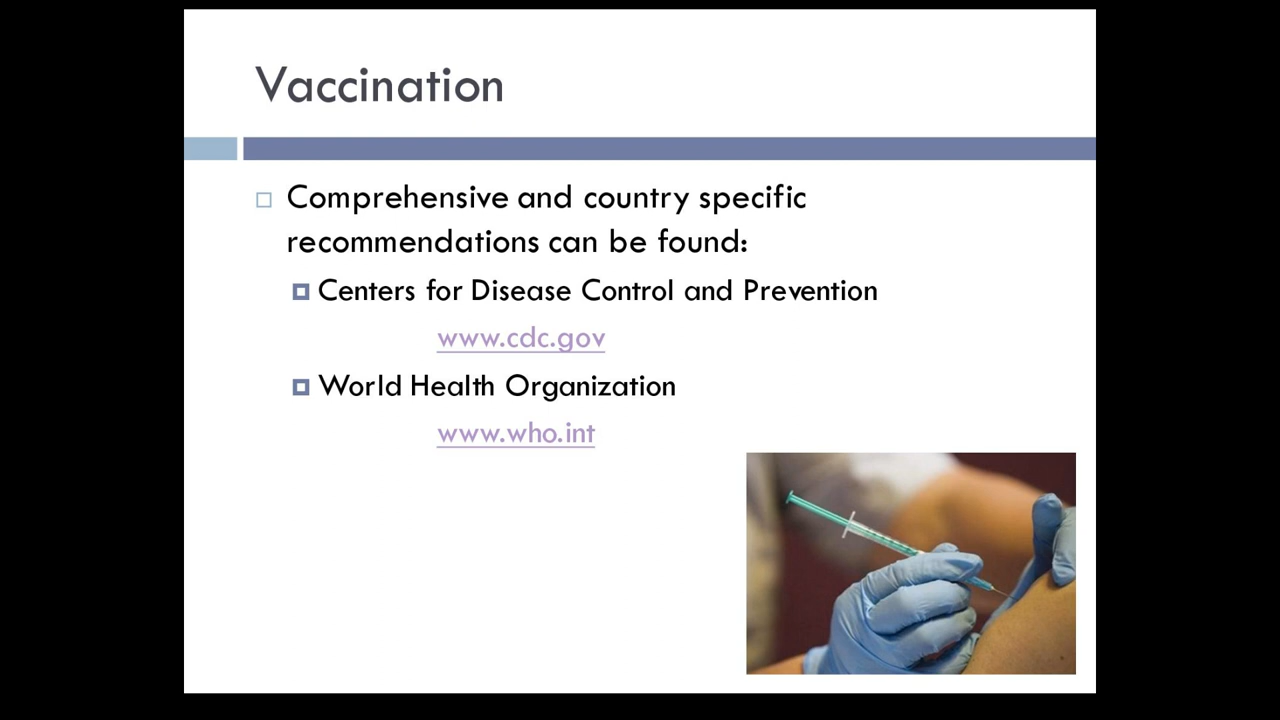 Vaccination
Comprehensive and country specific
recommendations can be found:
Centers for Disease Control and Prevention
www.cdc.gov
World Health Organization
www.who.int